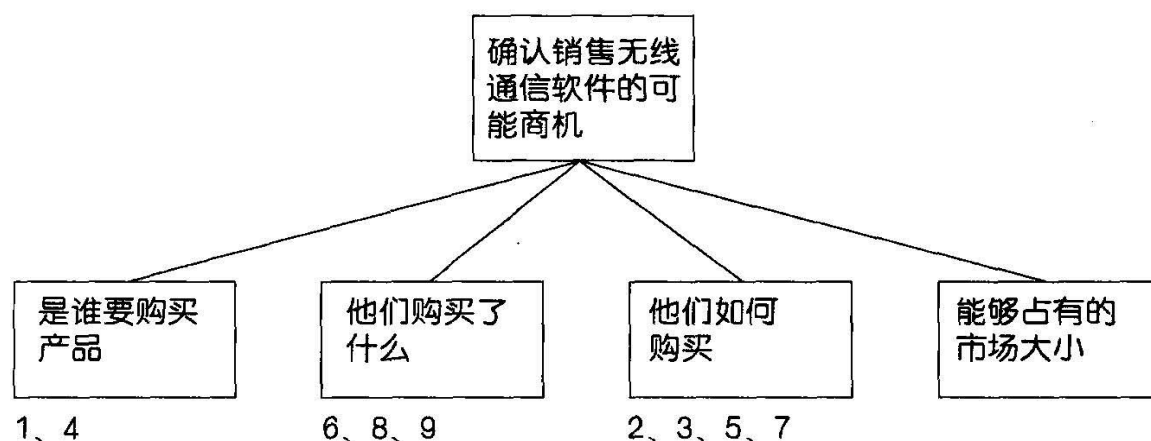 确认销售无线
通信软件的可
能商机
是谁要购买
产品
他们购买了
什么
他们如何
购买
能够占有的
市场大小
1、4
6、8、9
2、3、5、7